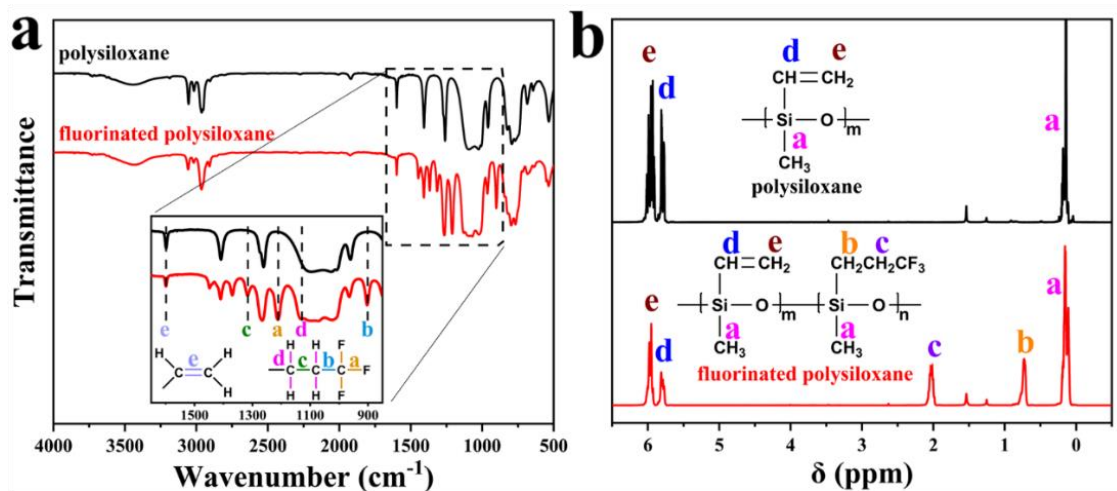 a
polysiloxane
fluorinated polysiloxane
Transmittance
e
c
a
d
b
e
H
H
C
C
H
H
H
F
d
c
b
a
C
C
C
F
H
H
F
1500
1300
1100
900
4000
3500
3000
2500
2000
1500
1000
500
Wavenumber (cm⁻¹)
b
e
d
d
e
CH=CH₂
Si
O
m
a
CH₃
polysiloxane
a
d
e
b
c
CH=CH₂
CH₂CH₂CF₃
Si
O
m
Si
O
n
a
a
CH₃
CH₃
fluorinated polysiloxane
e
d
c
b
a
6
5
4
3
2
1
0
δ (ppm)